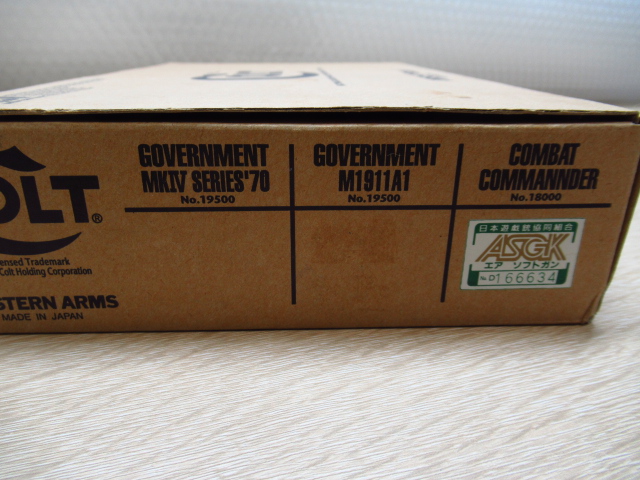 OLT®
ensed Trademark
Colt Holding Corporation
STERN ARMS
MADE IN JAPAN
GOVERNMENT
MKIV SERIES'70
No.19500
GOVERNMENT
M1911A1
No.19500
COMBAT
COMMANNDER
No.18000
日本遊戯銃協同組合
ASGK
エア ソフトガン
No.D166634